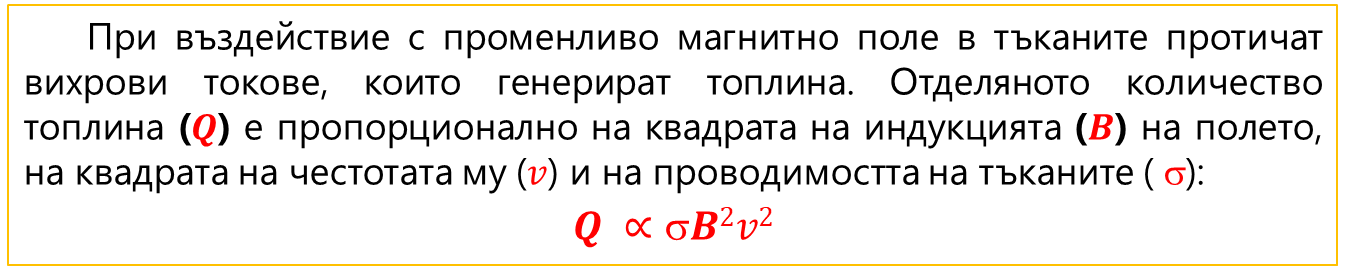 При въздействие с променливо магнитно поле в тъканите протичат
вихрови токове, които генерират топлина. Отделяното количество
топлина (Q) е пропорционално на квадрата на индукцията (B) на полето,
на квадрата на честотата му (v) и на проводимостта на тъканите ( σ):
Q ∝ σB²v²